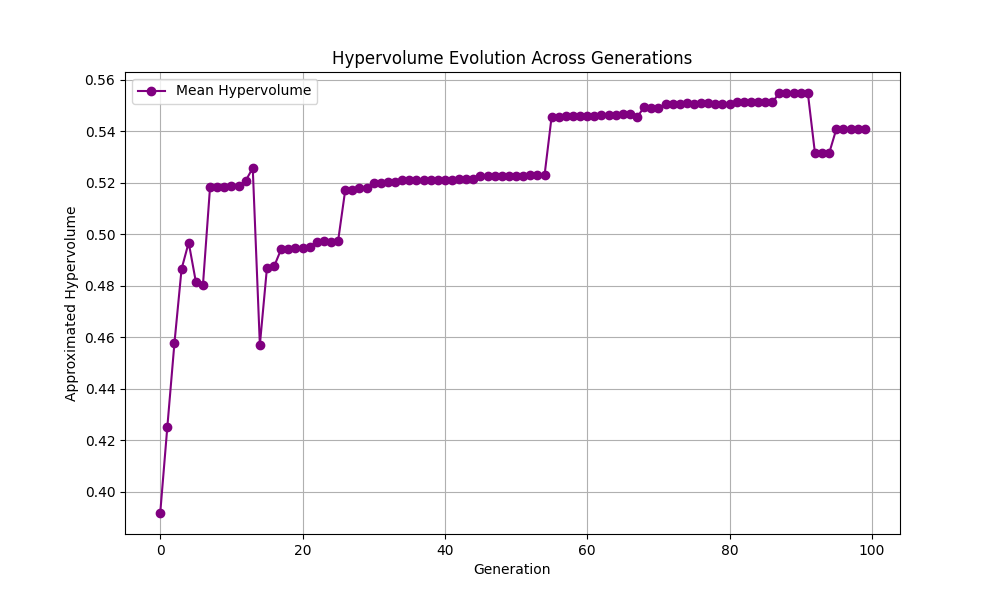 Hypervolume Evolution Across Generations
Mean Hypervolume
Approximated Hypervolume
0.56
0.54
0.52
0.50
0.48
0.46
0.44
0.42
0.40
0 20 40 60 80 100
Generation